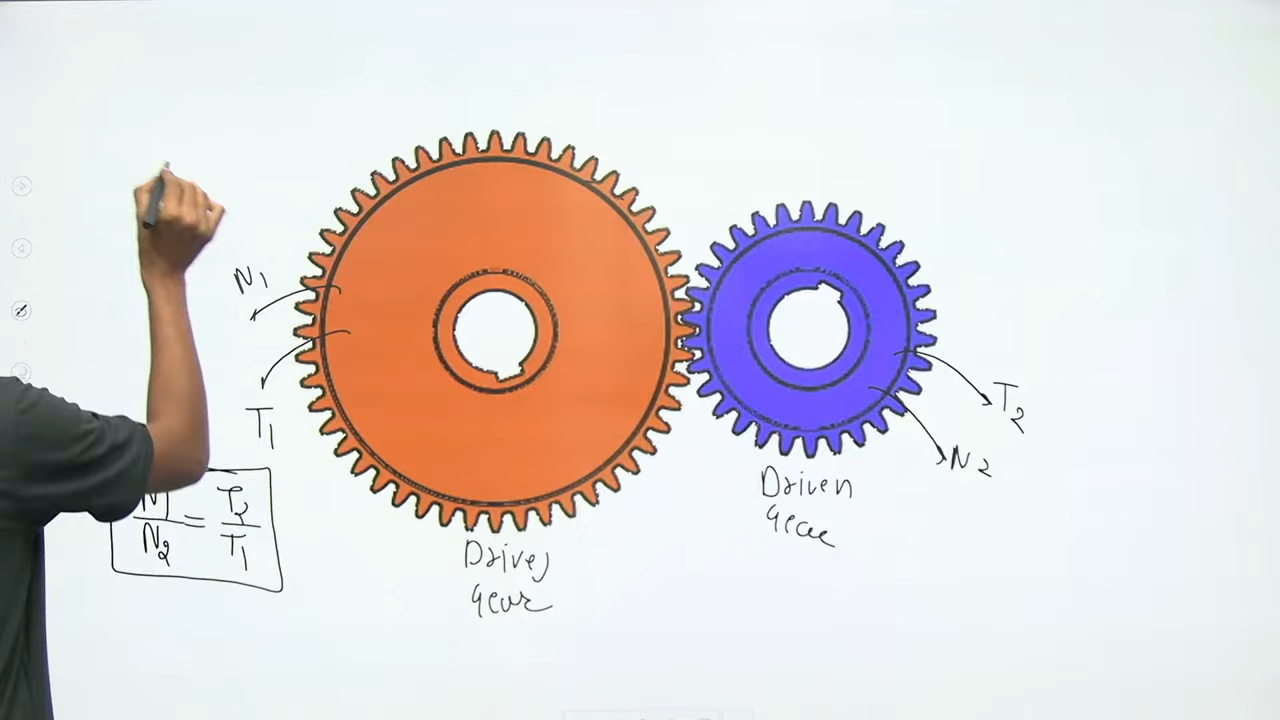 N1
T1
N1 / N2 = T2 / T1
Driver
Gear
Driven
Gear
T2
N2